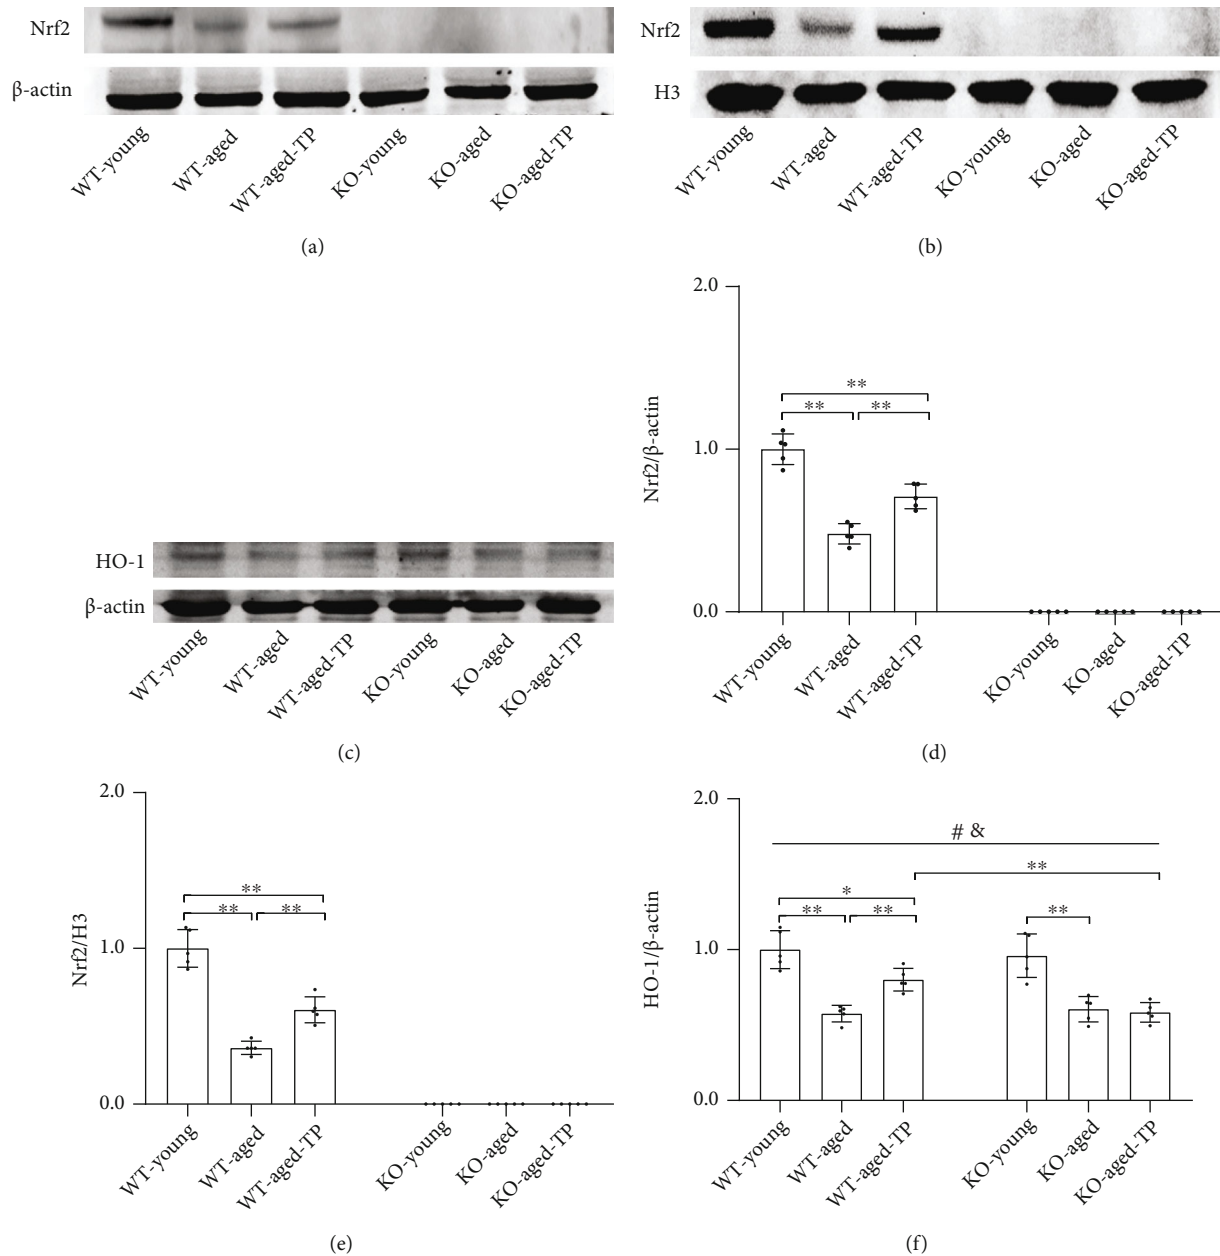 Nrf2
β-actin
WT-young
WT-aged
WT-aged-TP
KO-young
KO-aged
KO-aged-TP
(a)
Nrf2
H3
WT-young
WT-aged
WT-aged-TP
KO-young
KO-aged
KO-aged-TP
(b)
HO-1
β-actin
WT-young
WT-aged
WT-aged-TP
KO-young
KO-aged
KO-aged-TP
(c)
2.0
1.0
0.0
Nrf2/β-actin
**
** **
WT-young
WT-aged
WT-aged-TP
KO-young
KO-aged
KO-aged-TP
(d)
2.0
1.0
0.0
Nrf2/H3
**
** **
WT-young
WT-aged
WT-aged-TP
KO-young
KO-aged
KO-aged-TP
(e)
2.0
1.0
0.0
HO-1/β-actin
# &
**
*
** ** **
WT-young
WT-aged
WT-aged-TP
KO-young
KO-aged
KO-aged-TP
(f)